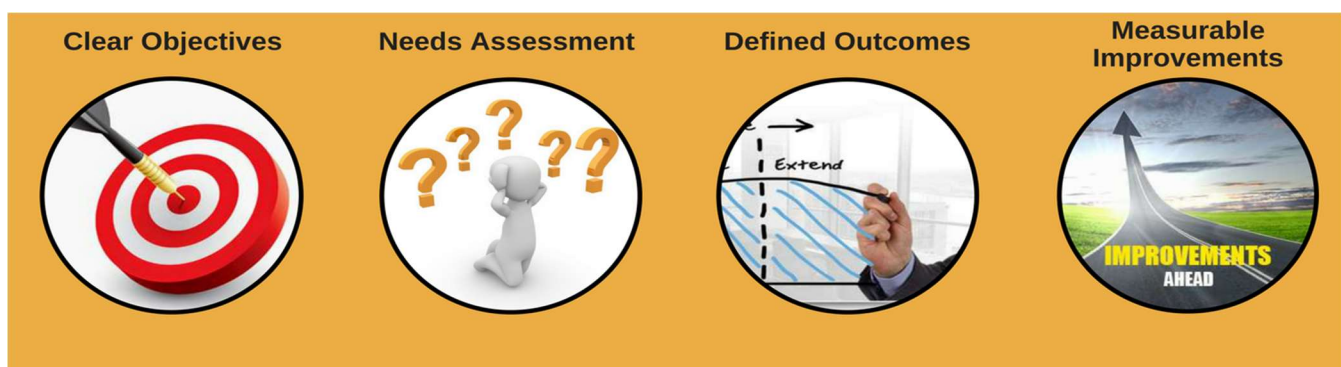 Clear Objectives
Needs Assessment
Defined Outcomes
Measurable
Improvements
? ? ? ? ?
Extend
IMPROVEMENTS
AHEAD